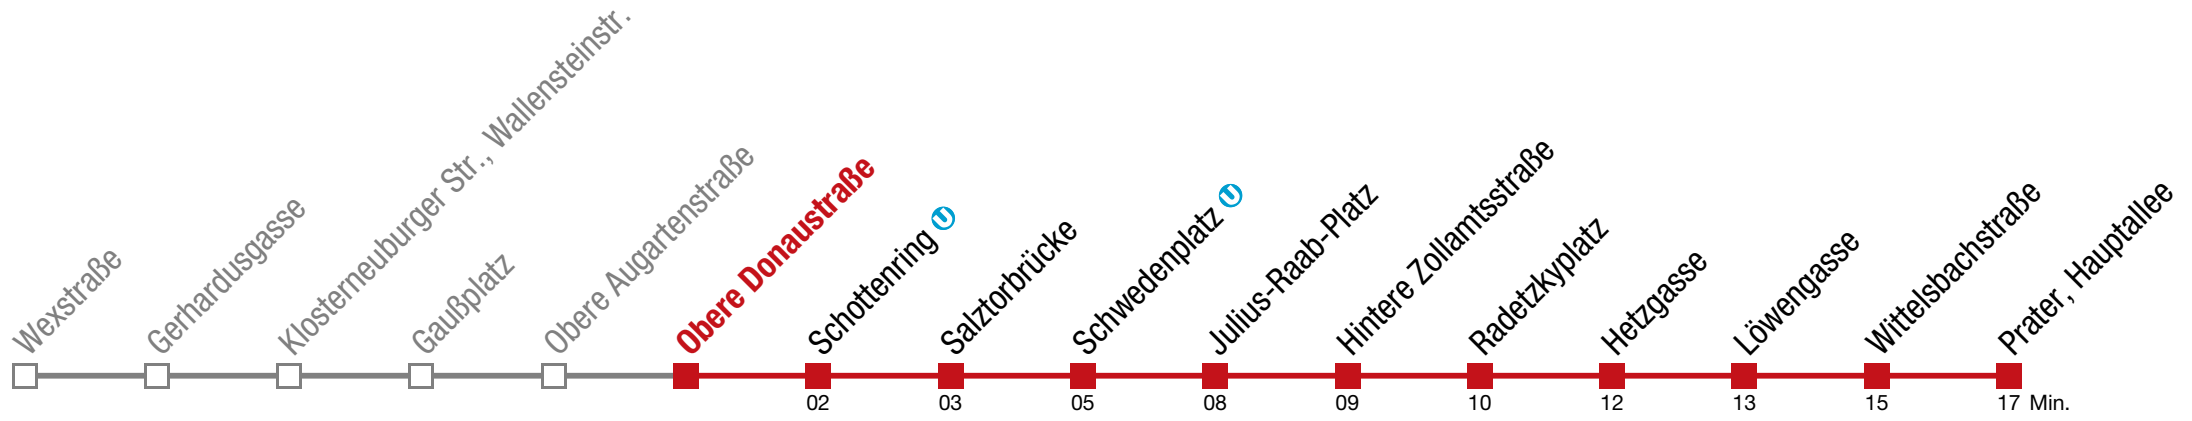 Wexstraße
Gerhardusgasse
Klosterneuburger Str., Wallensteinstr.
Gaußplatz
Obere Augartenstraße
Obere Donaustraße
Schottenring U
Salztorbrücke
Schwedenplatz U
Julius-Raab-Platz
Hintere Zollamtsstraße
Radetzkyplatz
Hetzgasse
Löwengasse
Wittelsbachstraße
Prater, Hauptallee
02 03 05 08 09 10 12 13 15 17 Min.